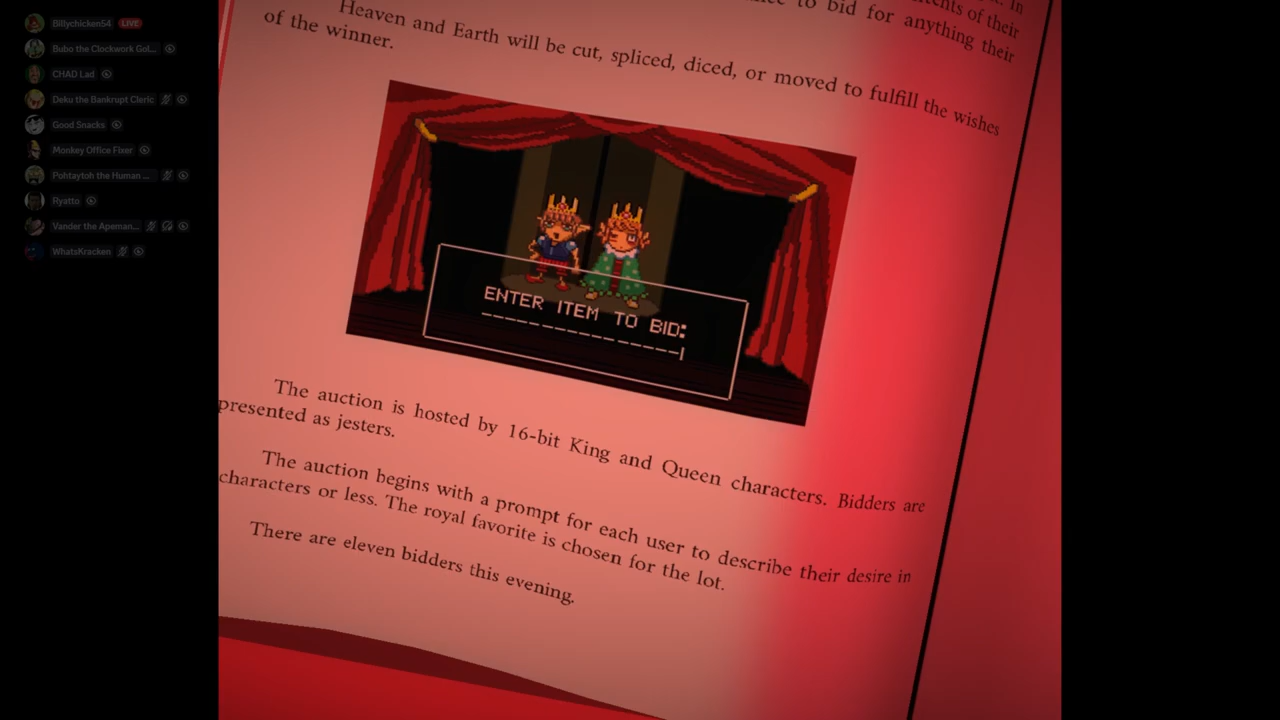 Billychicken54 LIVE
Bubo the Clockwork Gol...
CHAD Lad
Deku the Bankrupt Cleric
Good Snacks
Monkey Office Fixer
Pohtaytoh the Human ...
Ryatto
Vander the Apeman...
WhatsKracken
In
ents of their
to bid for anything their
Heaven and Earth will be cut, spliced, diced, or moved to fulfill the wishes
of the winner.
ENTER ITEM TO BID:
The auction is hosted by 16-bit King and Queen characters. Bidders are
presented as jesters.
The auction begins with a prompt for each user to describe their desire in
characters or less. The royal favorite is chosen for the lot.
There are eleven bidders this evening.